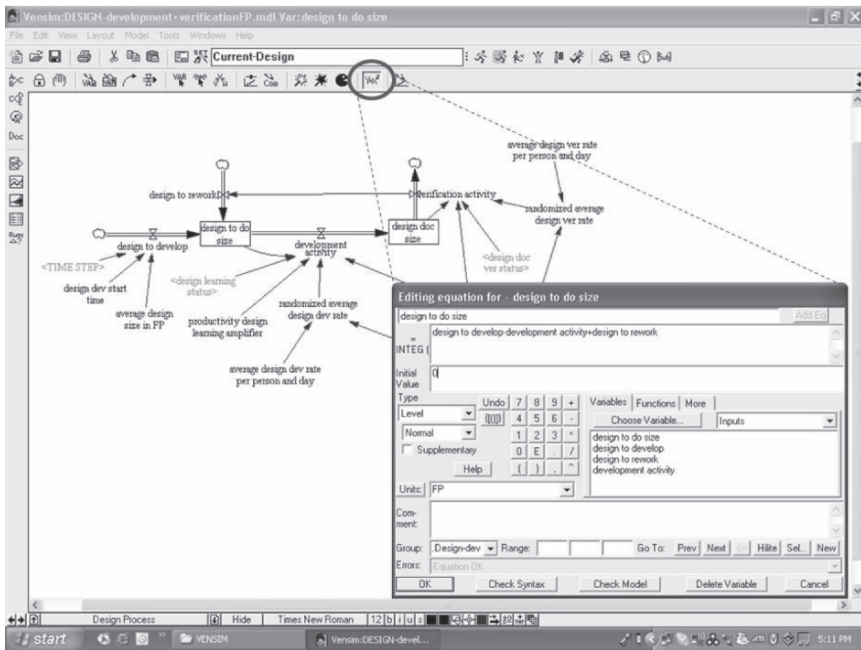 Vensim:DESIGN-development+verificationFP.mdl Var:design to do size
File Edit View Layout Model Tools Windows Help
SET Current-Design
VAR
Doc
average design ver rate
per person and day
design to rework
verification activity
randomized average
design ver rate
design to do
size
design doc
size
design to develop
development
activity
<TIME STEP>
<design learning
status>
<design doc
ver status>
design dev start
time
average design
size in FP
productivity design
learning amplifier
randomized average
design dev rate
average design dev rate
per person and day
Editing equation for - design to do size
design to do size Add Eq
= INTEG (
design to develop-development activity+design to rework
Initial
Value
0
Type
Level
Normal
Supplementary
Help
Undo 7 8 9 +
4 5 6 -
1 2 3 *
0 E . /
( ) , ^
Variables Functions More
Choose Variable... Inputs
design to do size
design to develop
design to rework
development activity
Units: FP
Com-
ment:
Group: .Design-dev Range: Go To: Prev Next <- Hilite Sel... New
Errors: Equation OK
OK Check Syntax Check Model Delete Variable Cancel
Design Process Hide Times New Roman 12 b i u s
start VENSIM Vensim:DESIGN-devel... 5:11 PM